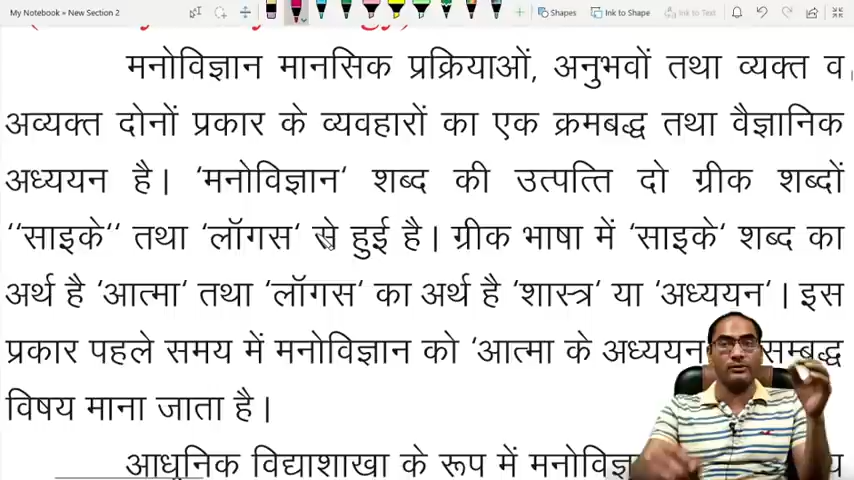 My Notebook » New Section 2
Shapes
Ink to Shape
Ink to Text
मनोविज्ञान मानसिक प्रक्रियाओं, अनुभवों तथा व्यक्त व
अव्यक्त दोनों प्रकार के व्यवहारों का एक क्रमबद्ध तथा वैज्ञानिक
अध्ययन है। ‘मनोविज्ञान‘ शब्द की उत्पत्ति दो ग्रीक शब्दों
‘‘साइके‘‘ तथा ‘लॉगस‘ से हुई है। ग्रीक भाषा में ‘साइके‘ शब्द का
अर्थ है ‘आत्मा‘ तथा ‘लॉगस‘ का अर्थ है ‘शास्त्र‘ या ‘अध्ययन‘। इस
प्रकार पहले समय में मनोविज्ञान को ‘आत्मा के अध्ययन सम्बद्ध
विषय माना जाता है।
आधुनिक विद्याशाखा के रूप में